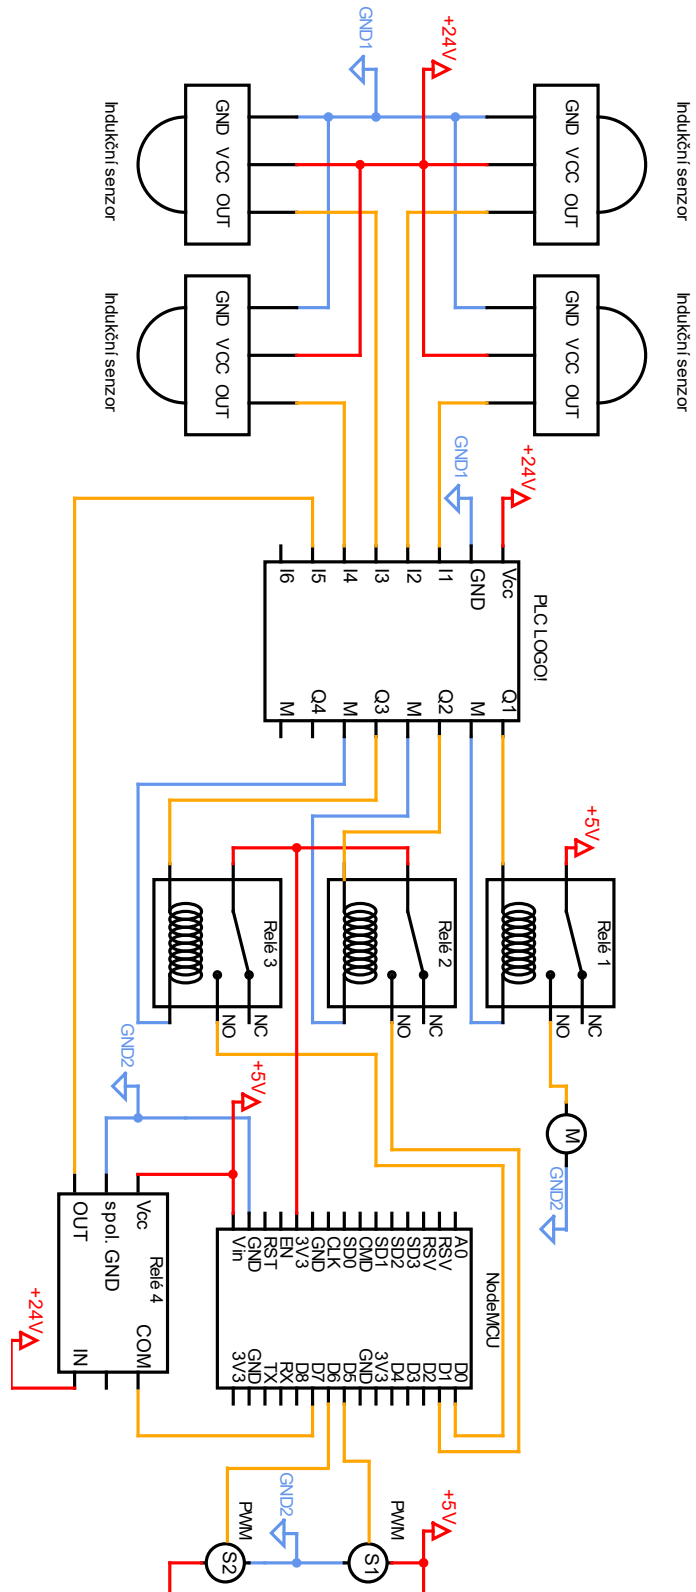 Indukční senzor
GND VCC OUT
Indukční senzor
GND VCC OUT
+24V
GND1
GND VCC OUT
Indukční senzor
GND VCC OUT
Indukční senzor
+24V
GND1
PLC LOGO!
Vcc
GND
I1
I2
I3
I4
I5
I6
Q1
M
Q2
M
Q3
M
Q4
M
+5V
Relé 1
NC
NO
Relé 2
NC
NO
Relé 3
NC
NO
M
GND2
GND2
+5V
NodeMCU
A0
RSV
RSV
SD3
SD2
SD1
CMD
SD0
CLK
GND
3V3
EN
RST
GND
Vin
D0
D1
D2
D3
D4
3V3
GND
D5
D6
D7
D8
RX
TX
GND
3V3
Relé 4
Vcc
spol. GND
OUT
COM
IN
+24V
+5V
PWM
S1
GND2
PWM
S2